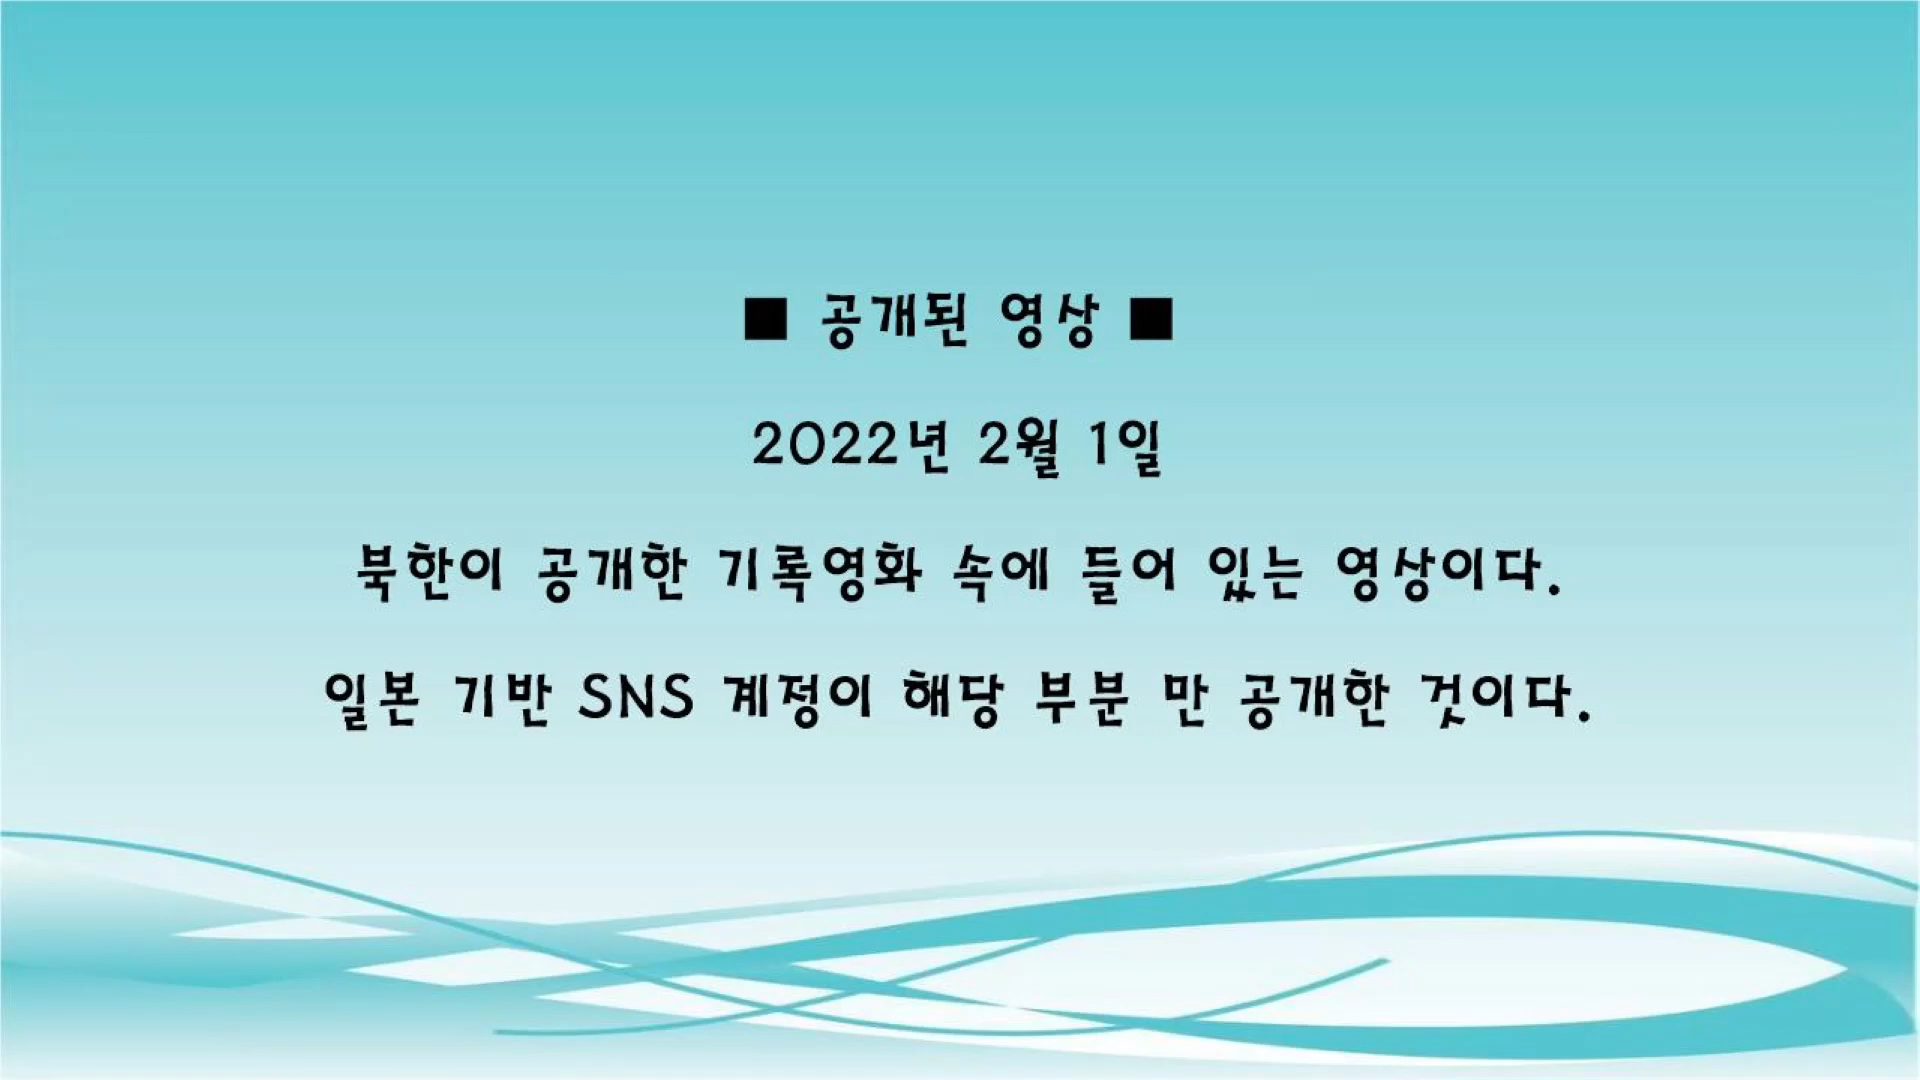 ■ 공개된 영상 ■
2022년 2월 1일
북한이 공개한 기록영화 속에 들어 있는 영상이다.
일본 기반 SNS 계정이 해당 부분 만 공개한 것이다.